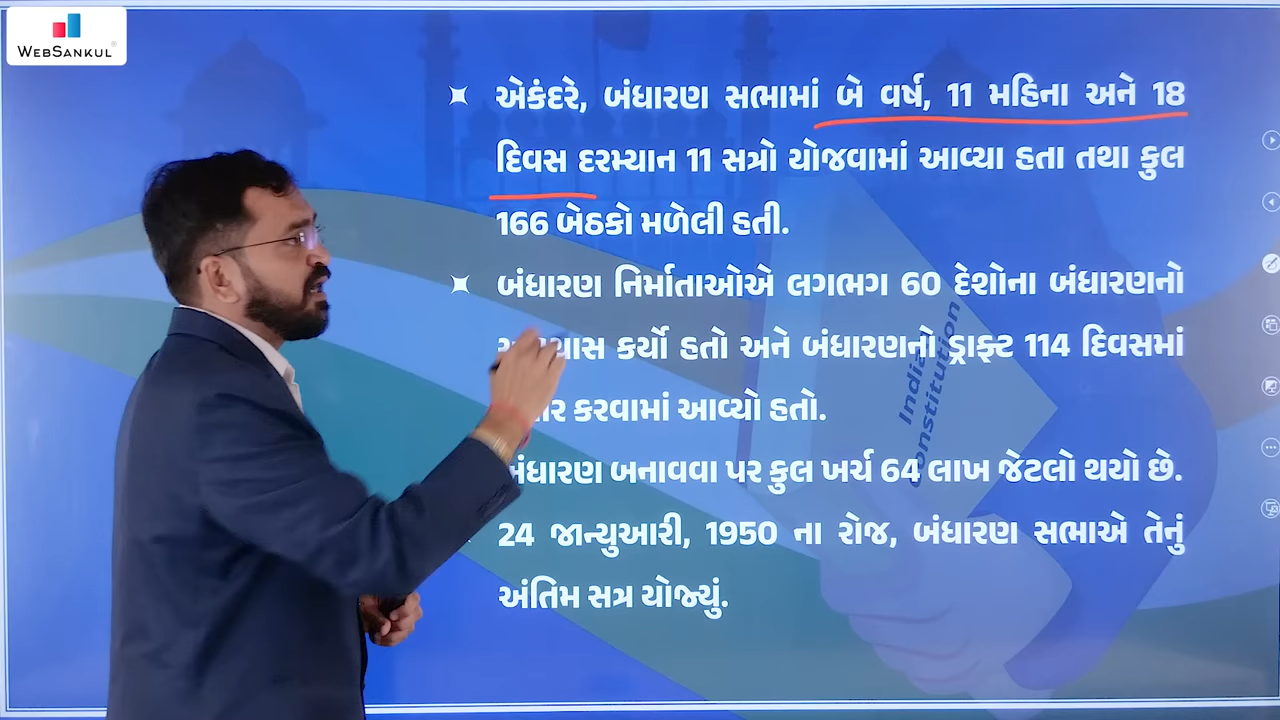 WEBSANKUL
એકંદરે, બંધારણ સભામાં બે વર્ષ, 11 મહિના અને 18
દિવસ દરમ્યાન 11 સત્રો યોજવામાં આવ્યા હતા તથા કુલ
166 બેઠકો મળેલી હતી.
બંધારણ નિર્માતાઓએ લગભગ 60 દેશોના બંધારણનો
કર્યો હતો અને બંધારણનો ડ્રાફ્ટ 114 દિવસમાં
કરવામાં આવ્યો હતો.
બંધારણ બનાવવા પર કુલ ખર્ચ 64 લાખ જેટલો થયો છે.
24 જાન્યુઆરી, 1950 ના રોજ, બંધારણ સભાએ તેનું
અંતિમ સત્ર યોજ્યું.
Indian
Constitution